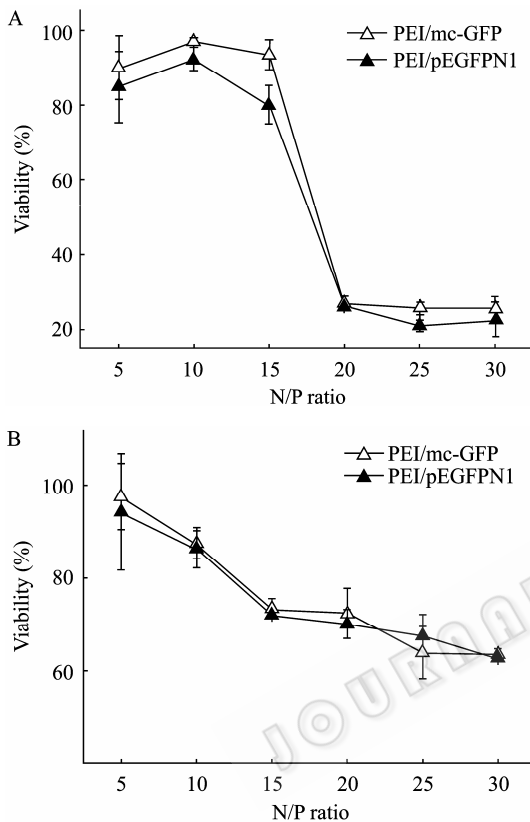 A
100
80
60
40
20
Viability (%)
PEI/mc-GFP
PEI/pEGFPN1
5 10 15 20 25 30
N/P ratio
B
100
80
60
Viability (%)
PEI/mc-GFP
PEI/pEGFPN1
5 10 15 20 25 30
N/P ratio
JOURNAL